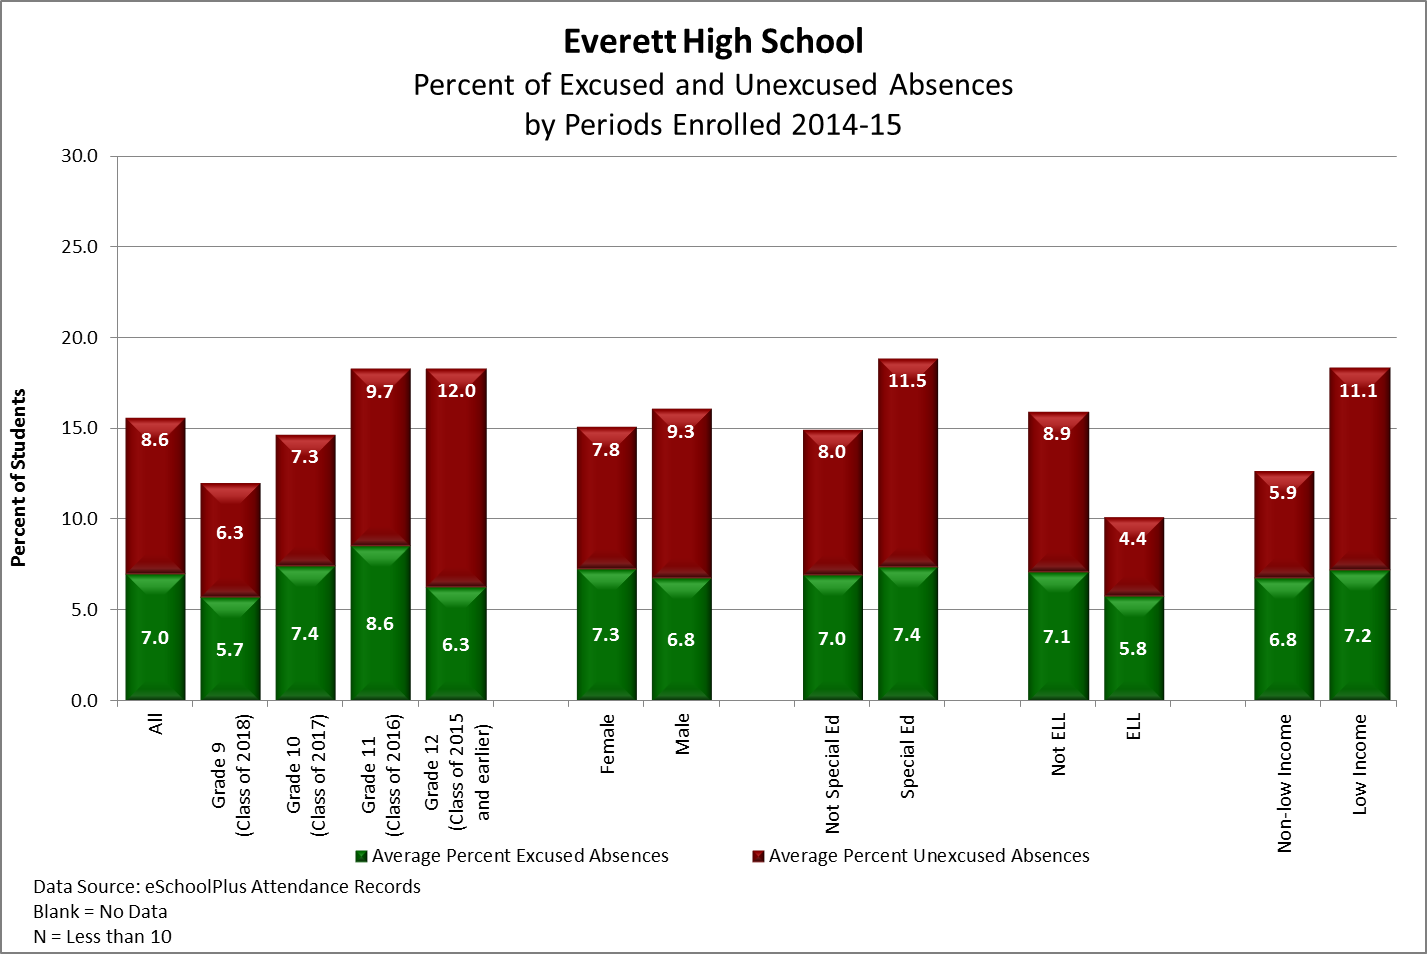 Everett High School
Percent of Excused and Unexcused Absences
by Periods Enrolled 2014-15
30.0
25.0
20.0
15.0
10.0
5.0
0.0
Percent of Students
8.6
7.0
6.3
5.7
7.3
7.4
9.7
8.6
12.0
6.3
7.8
7.3
9.3
6.8
8.0
7.0
11.5
7.4
8.9
7.1
4.4
5.8
5.9
6.8
11.1
7.2
All
Grade 9
(Class of 2018)
Grade 10
(Class of 2017)
Grade 11
(Class of 2016)
Grade 12
(Class of 2015
and earlier)
Female
Male
Not Special Ed
Special Ed
Not ELL
ELL
Non-low Income
Low Income
Average Percent Excused Absences
Average Percent Unexcused Absences
Data Source: eSchoolPlus Attendance Records
Blank = No Data
N = Less than 10